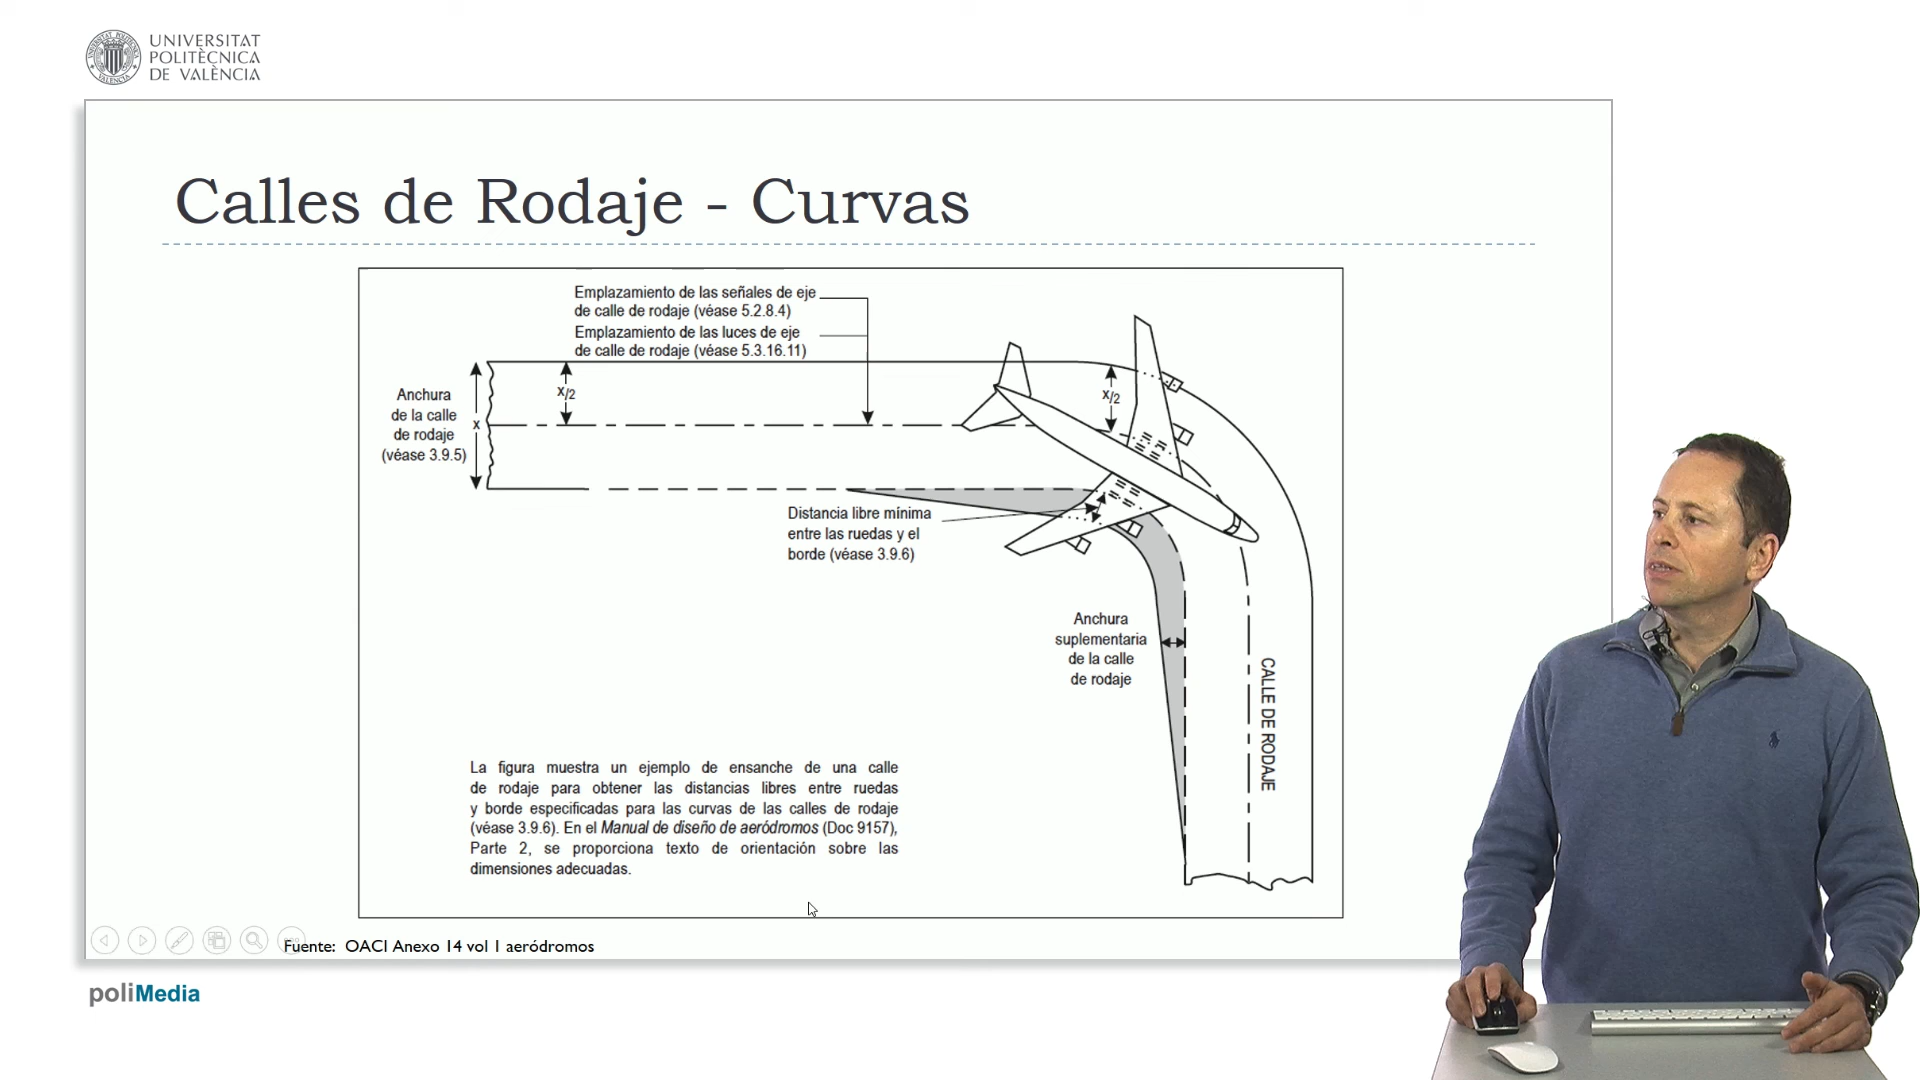 UNIVERSITAT
POLITÈCNICA
DE VALÈNCIA
Calles de Rodaje - Curvas
Emplazamiento de las señales de eje
de calle de rodaje (véase 5.2.8.4)
Emplazamiento de las luces de eje
de calle de rodaje (véase 5.3.16.11)
Anchura
de la calle
de rodaje
(véase 3.9.5)
x
x/2
x/2
Distancia libre mínima
entre las ruedas y el
borde (véase 3.9.6)
Anchura
suplementaria
de la calle
de rodaje
CALLE DE RODAJE
La figura muestra un ejemplo de ensanche de una calle
de rodaje para obtener las distancias libres entre ruedas
y borde especificadas para las curvas de las calles de rodaje
(véase 3.9.6). En el Manual de diseño de aeródromos (Doc 9157),
Parte 2, se proporciona texto de orientación sobre las
dimensiones adecuadas.
Fuente: OACI Anexo 14 vol 1 aeródromos
poliMedia